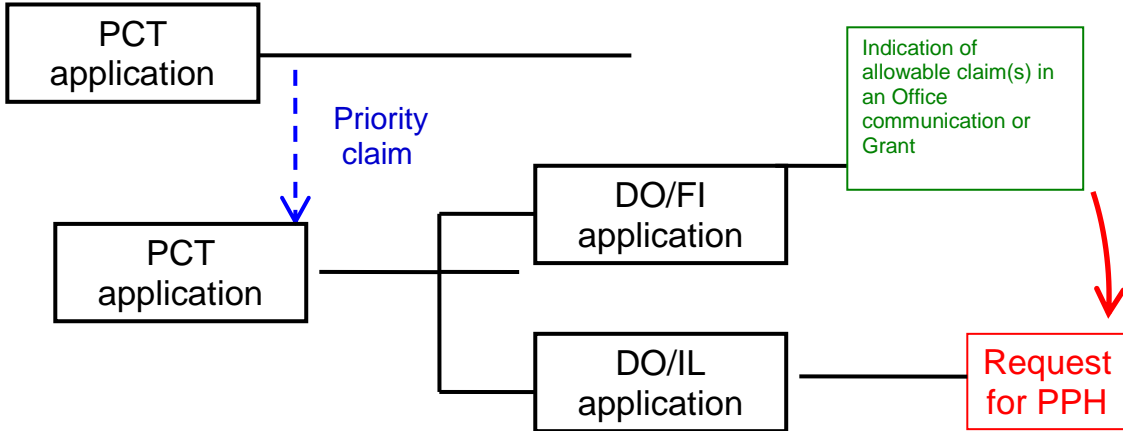 PCT
application
Indication of
allowable claim(s) in
an Office
communication or
Grant
Priority
claim
DO/FI
application
PCT
application
DO/IL
application
Request
for PPH